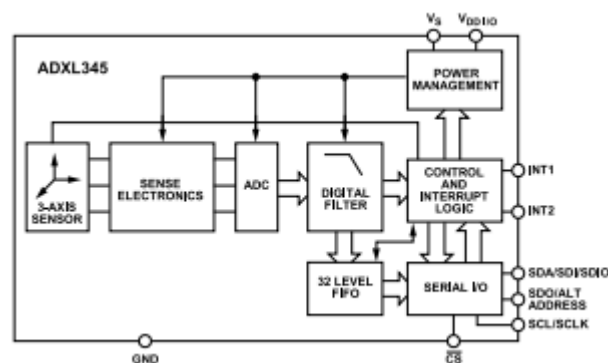 VS
VDD I/O
ADXL345
POWER
MANAGEMENT
3-AXIS
SENSOR
SENSE
ELECTRONICS
ADC
DIGITAL
FILTER
CONTROL
AND
INTERRUPT
LOGIC
INT1
INT2
32 LEVEL
FIFO
SERIAL I/O
SDA/SDI/SDIO
SDO/ALT
ADDRESS
SCL/SCLK
GND
CS